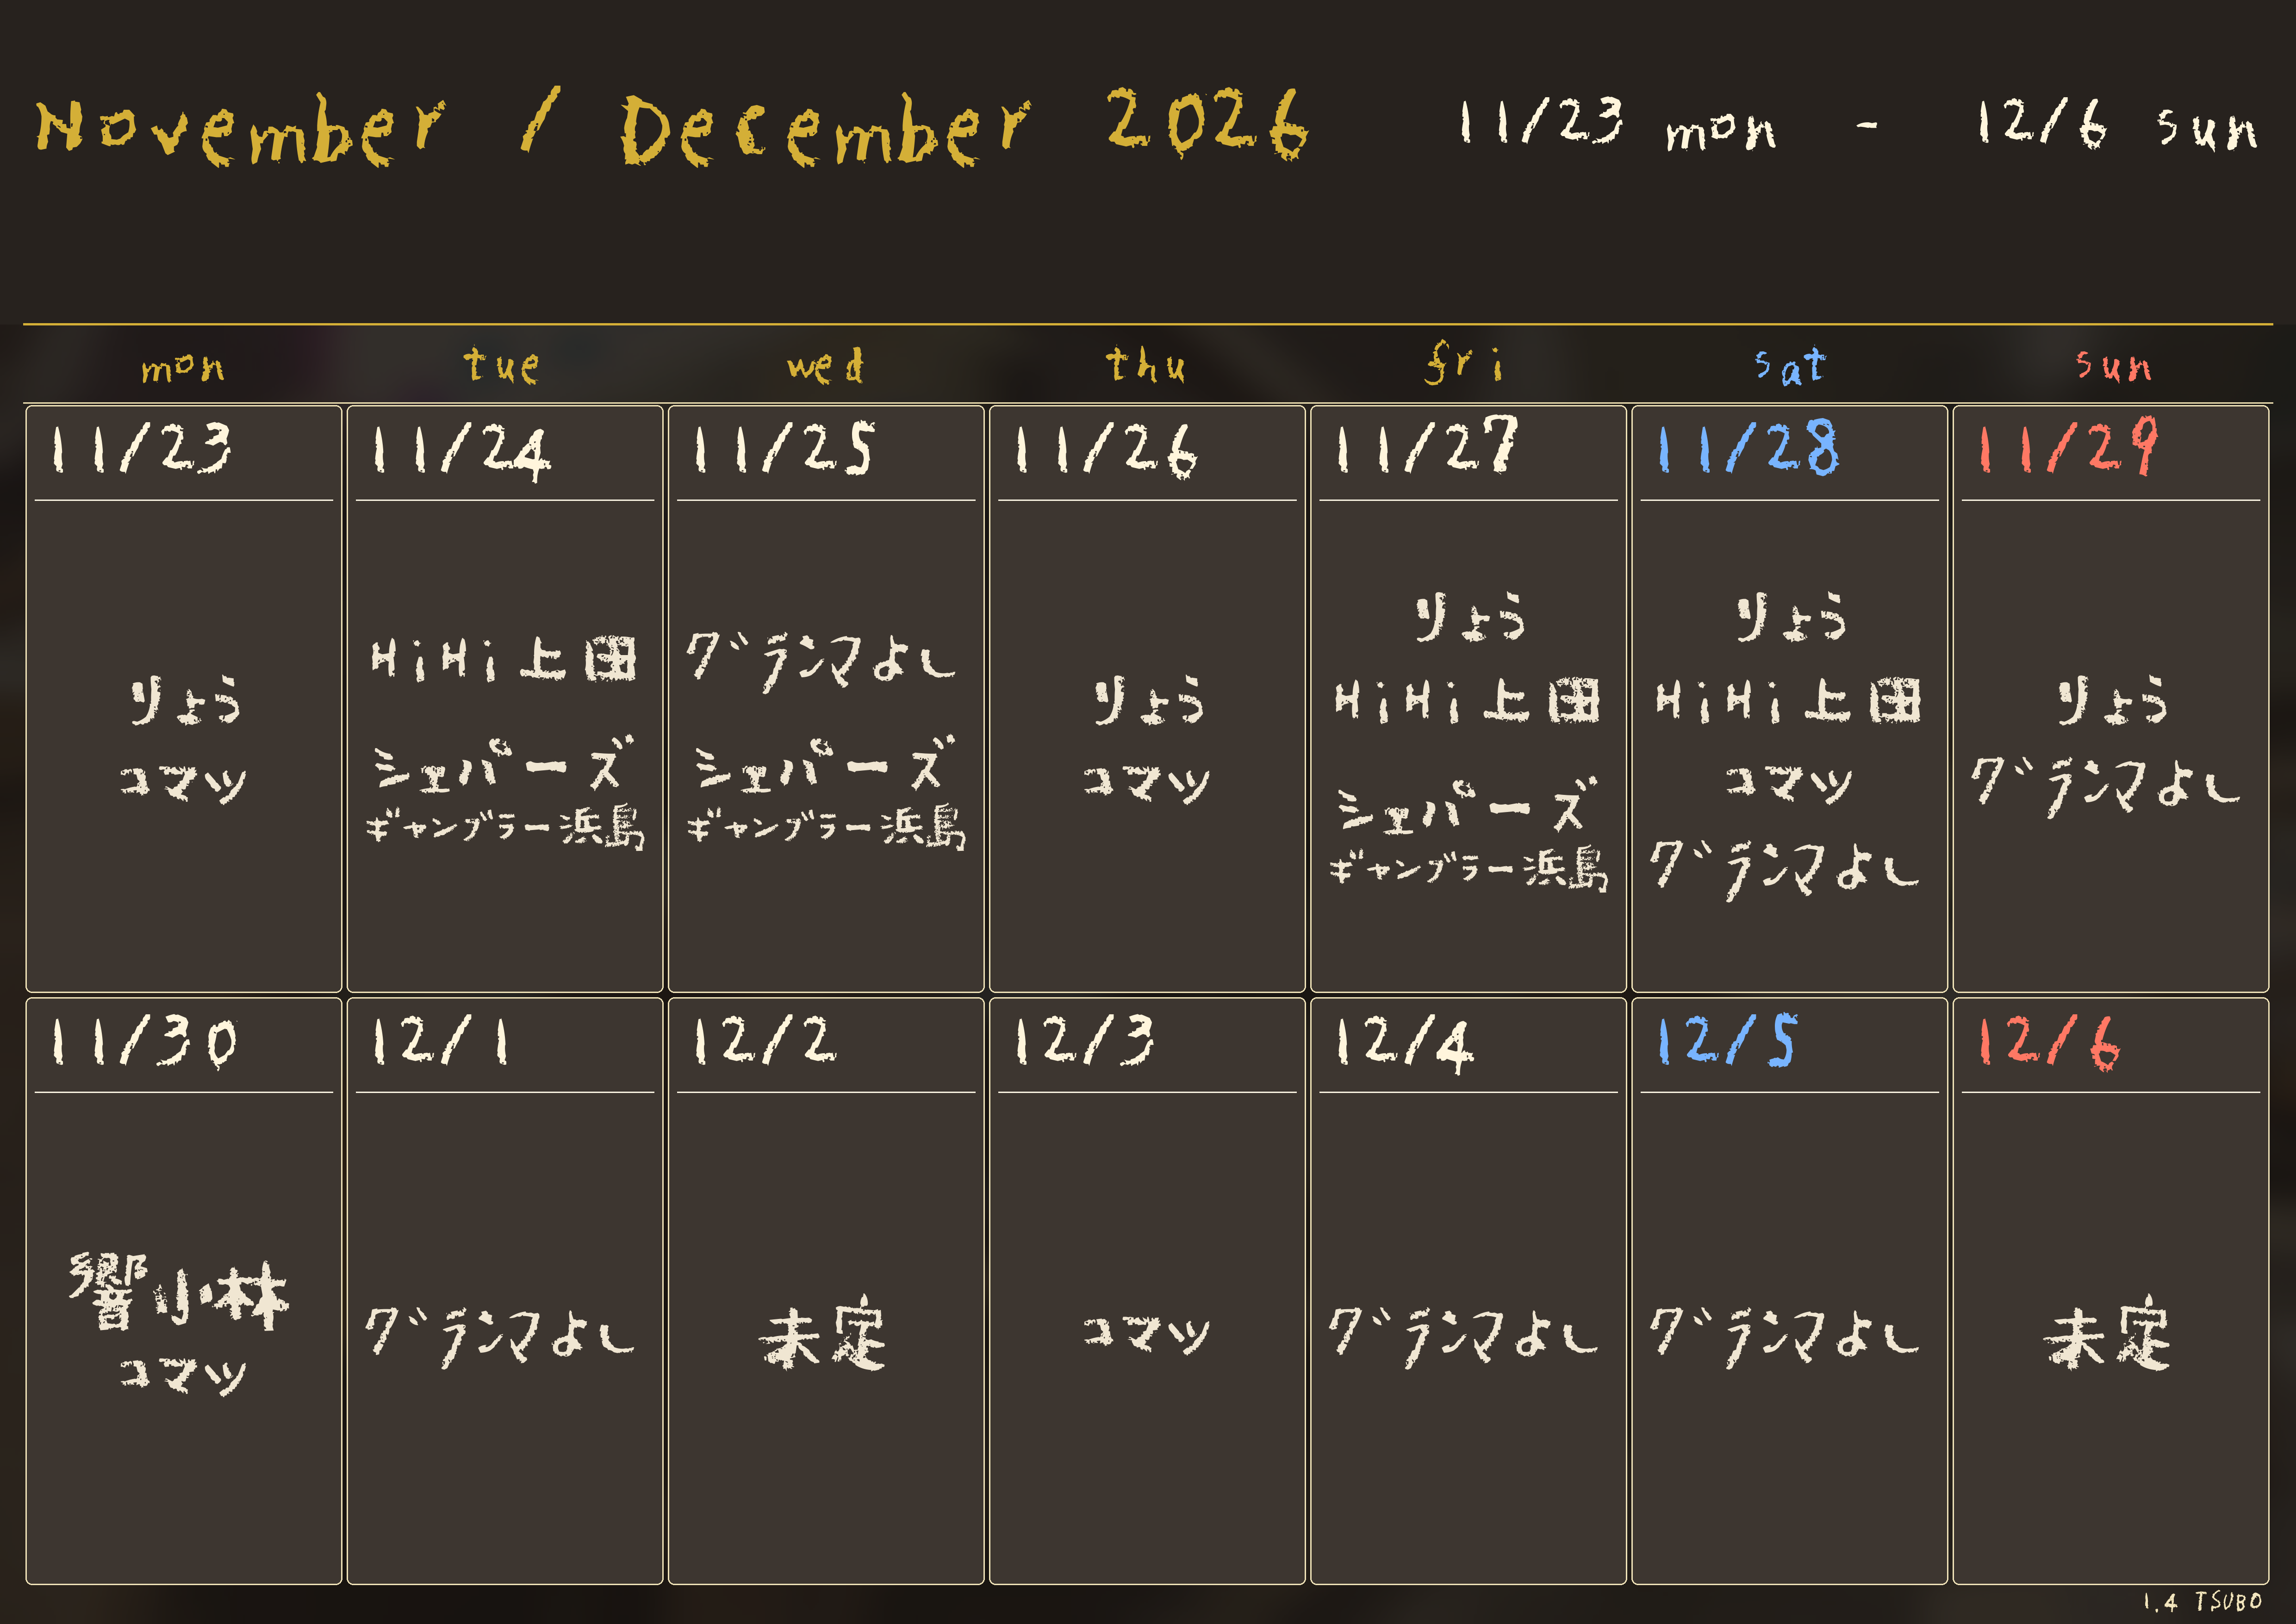 November / December 2026
11/23 mon - 12/6 sun
mon tue wed thu fri sat sun
11/23
りょう
コマツ
11/24
HiHi上田
シェパーズ
ギャンブラー浜島
11/25
グランマよし
シェパーズ
ギャンブラー浜島
11/26
りょう
コマツ
11/27
りょう
HiHi上田
シェパーズ
ギャンブラー浜島
11/28
りょう
HiHi上田
コマツ
グランマよし
11/29
りょう
グランマよし
11/30
響小林
コマツ
12/1
グランマよし
12/2
未定
12/3
コマツ
12/4
グランマよし
12/5
グランマよし
12/6
未定
1.4 TSUBO